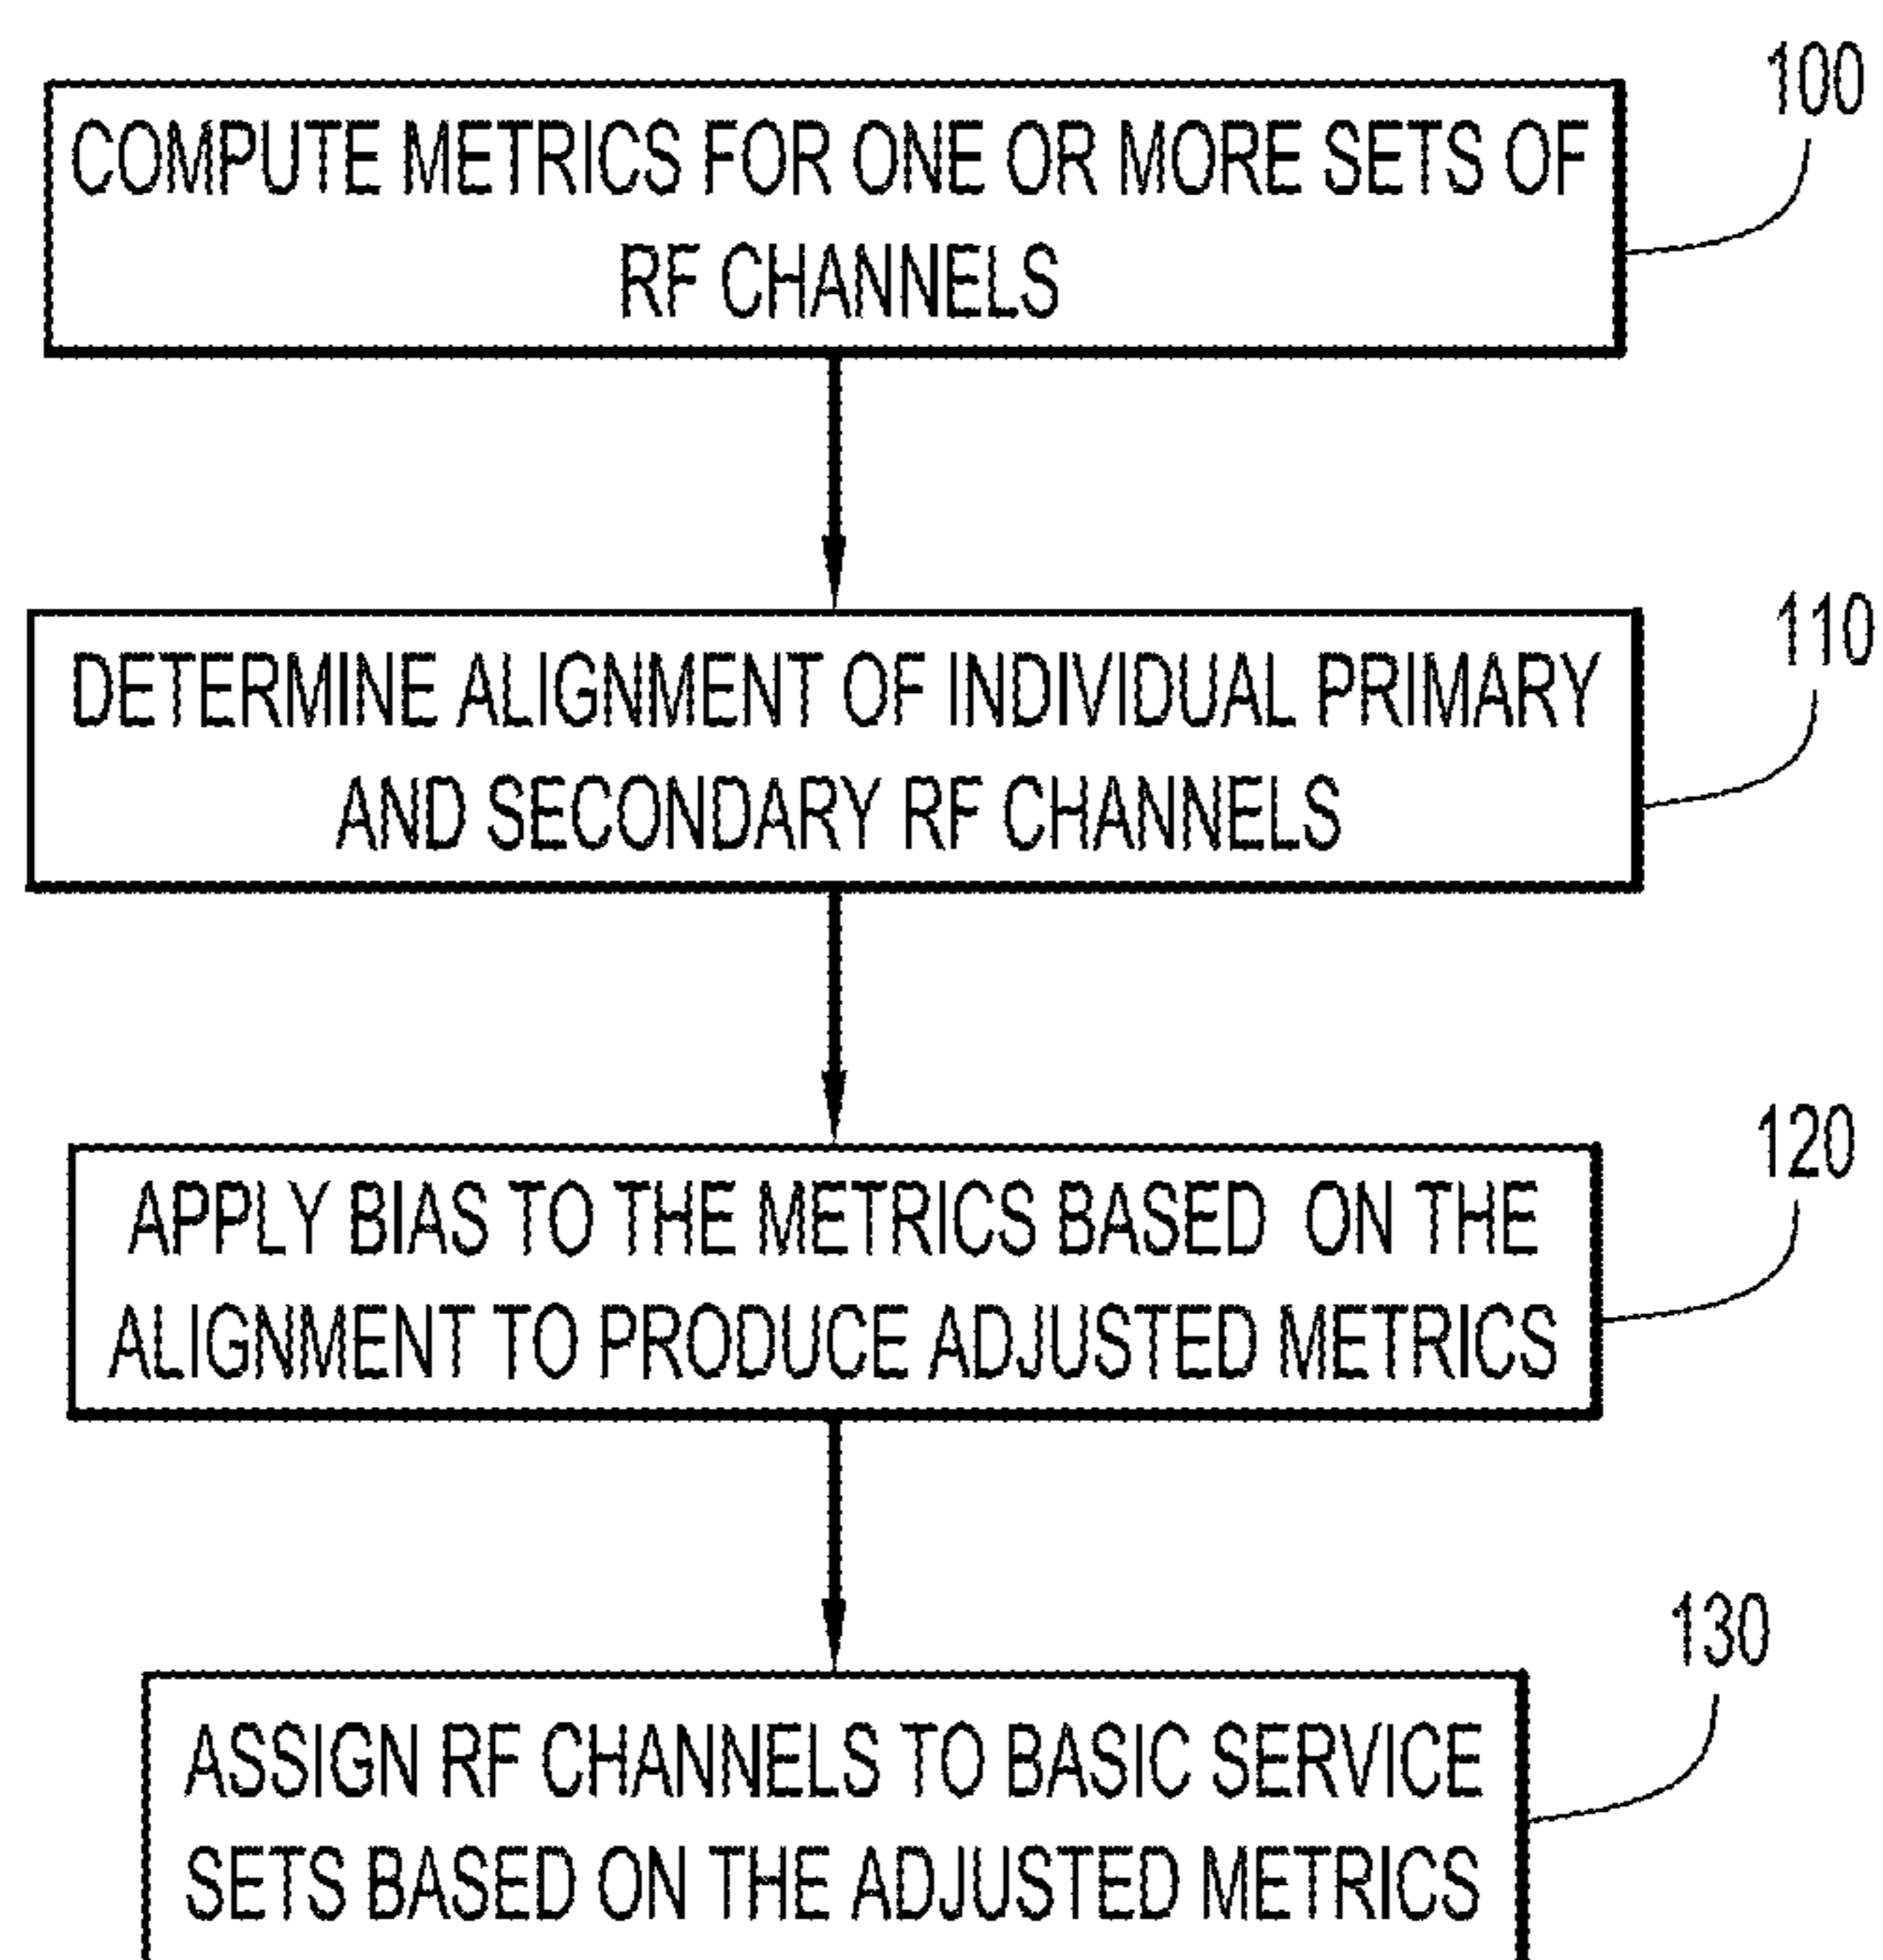 100
COMPUTE METRICS FOR ONE OR MORE SETS OF
RF CHANNELS
110
DETERMINE ALIGNMENT OF INDIVIDUAL PRIMARY
AND SECONDARY RF CHANNELS
120
APPLY BIAS TO THE METRICS BASED ON THE
ALIGNMENT TO PRODUCE ADJUSTED METRICS
130
ASSIGN RF CHANNELS TO BASIC SERVICE
SETS BASED ON THE ADJUSTED METRICS